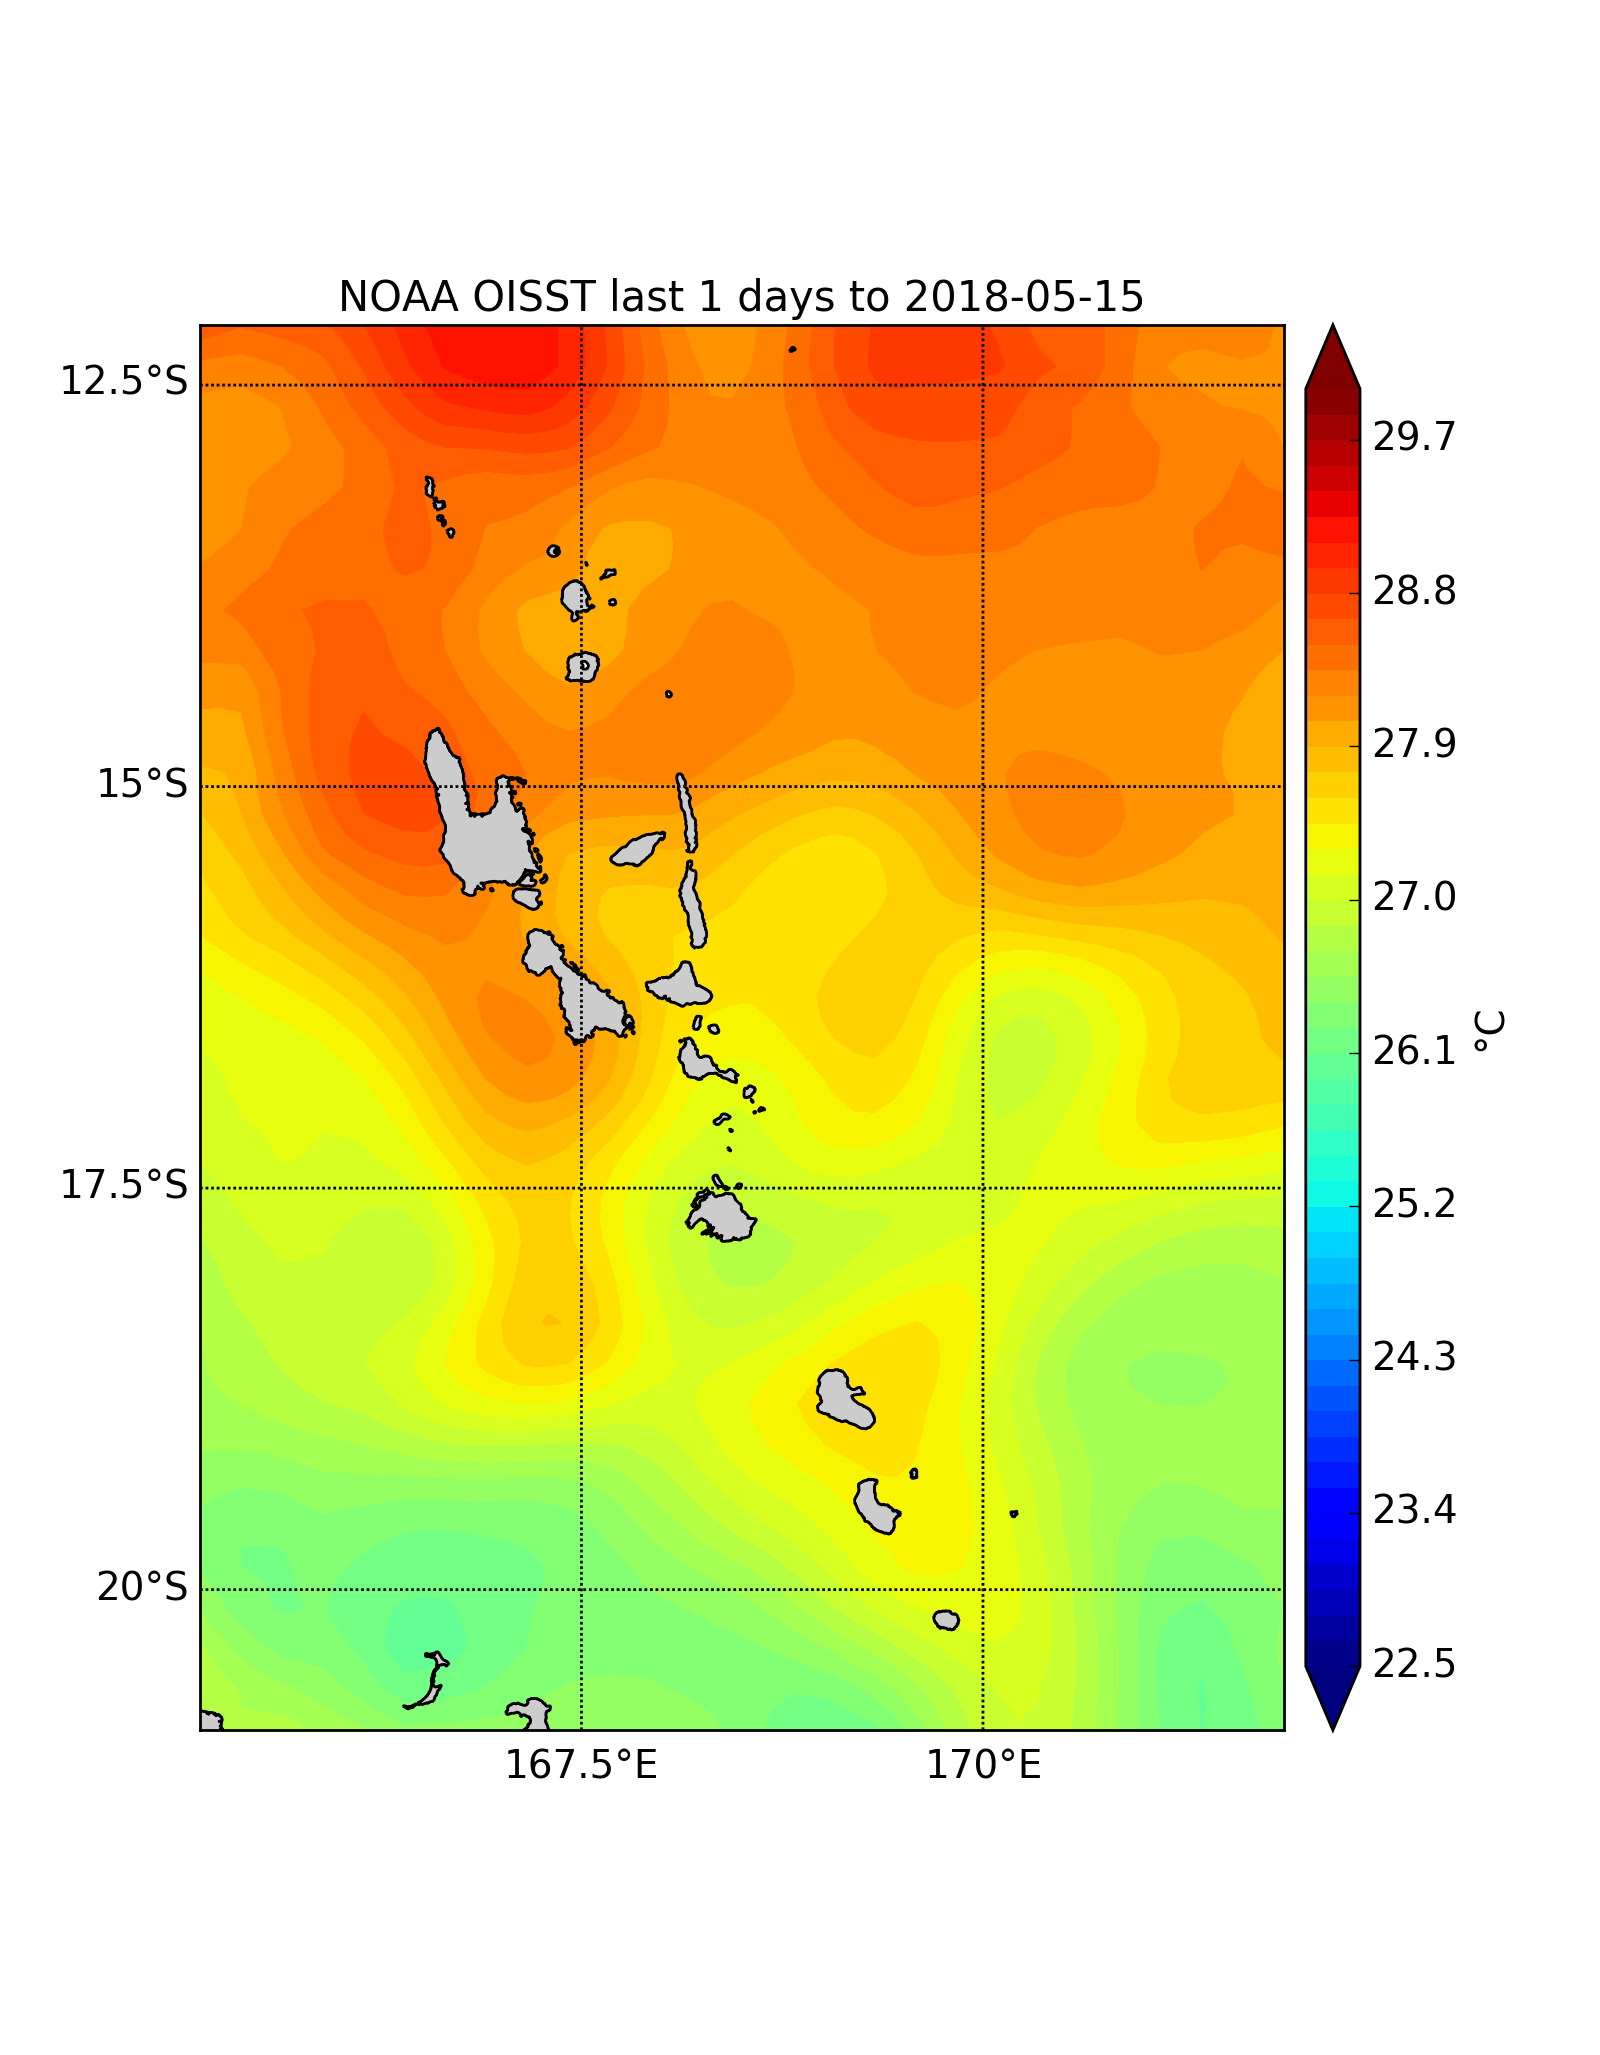 NOAA OISST last 1 days to 2018-05-15
12.5°S
15°S
17.5°S
20°S
167.5°E
170°E
29.7
28.8
27.9
27.0
26.1
25.2
24.3
23.4
22.5
°C